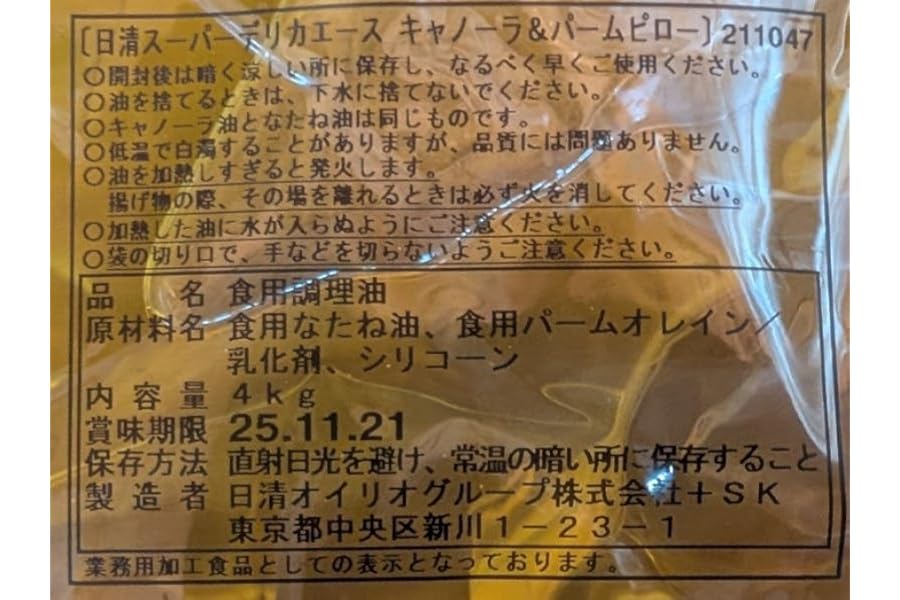 〔日清スーパーデリカエース キャノーラ&パームピロー〕211047
○開封後は暗く涼しい所に保存し、なるべく早くご使用ください。
○油を捨てるときは、下水に捨てないでください。
○キャノーラ油となたね油は同じものです。
○低温で白濁することがありますが、品質には問題ありません。
○油を加熱しすぎると発火します。
揚げ物の際、その場を離れるときは必ず火を消してください。
○加熱した油に水が入らぬようにご注意ください。
○袋の切り口で、手などを切らないようご注意ください。
品 名 食用調理油
原材料名 食用なたね油、食用パームオレイン/
乳化剤、シリコーン
内容量 4kg
賞味期限 25.11.21
保存方法 直射日光を避け、常温の暗い所に保存すること
製造者 日清オイリオグループ株式会社+SK
東京都中央区新川1-23-1
業務用加工食品としての表示となっております。